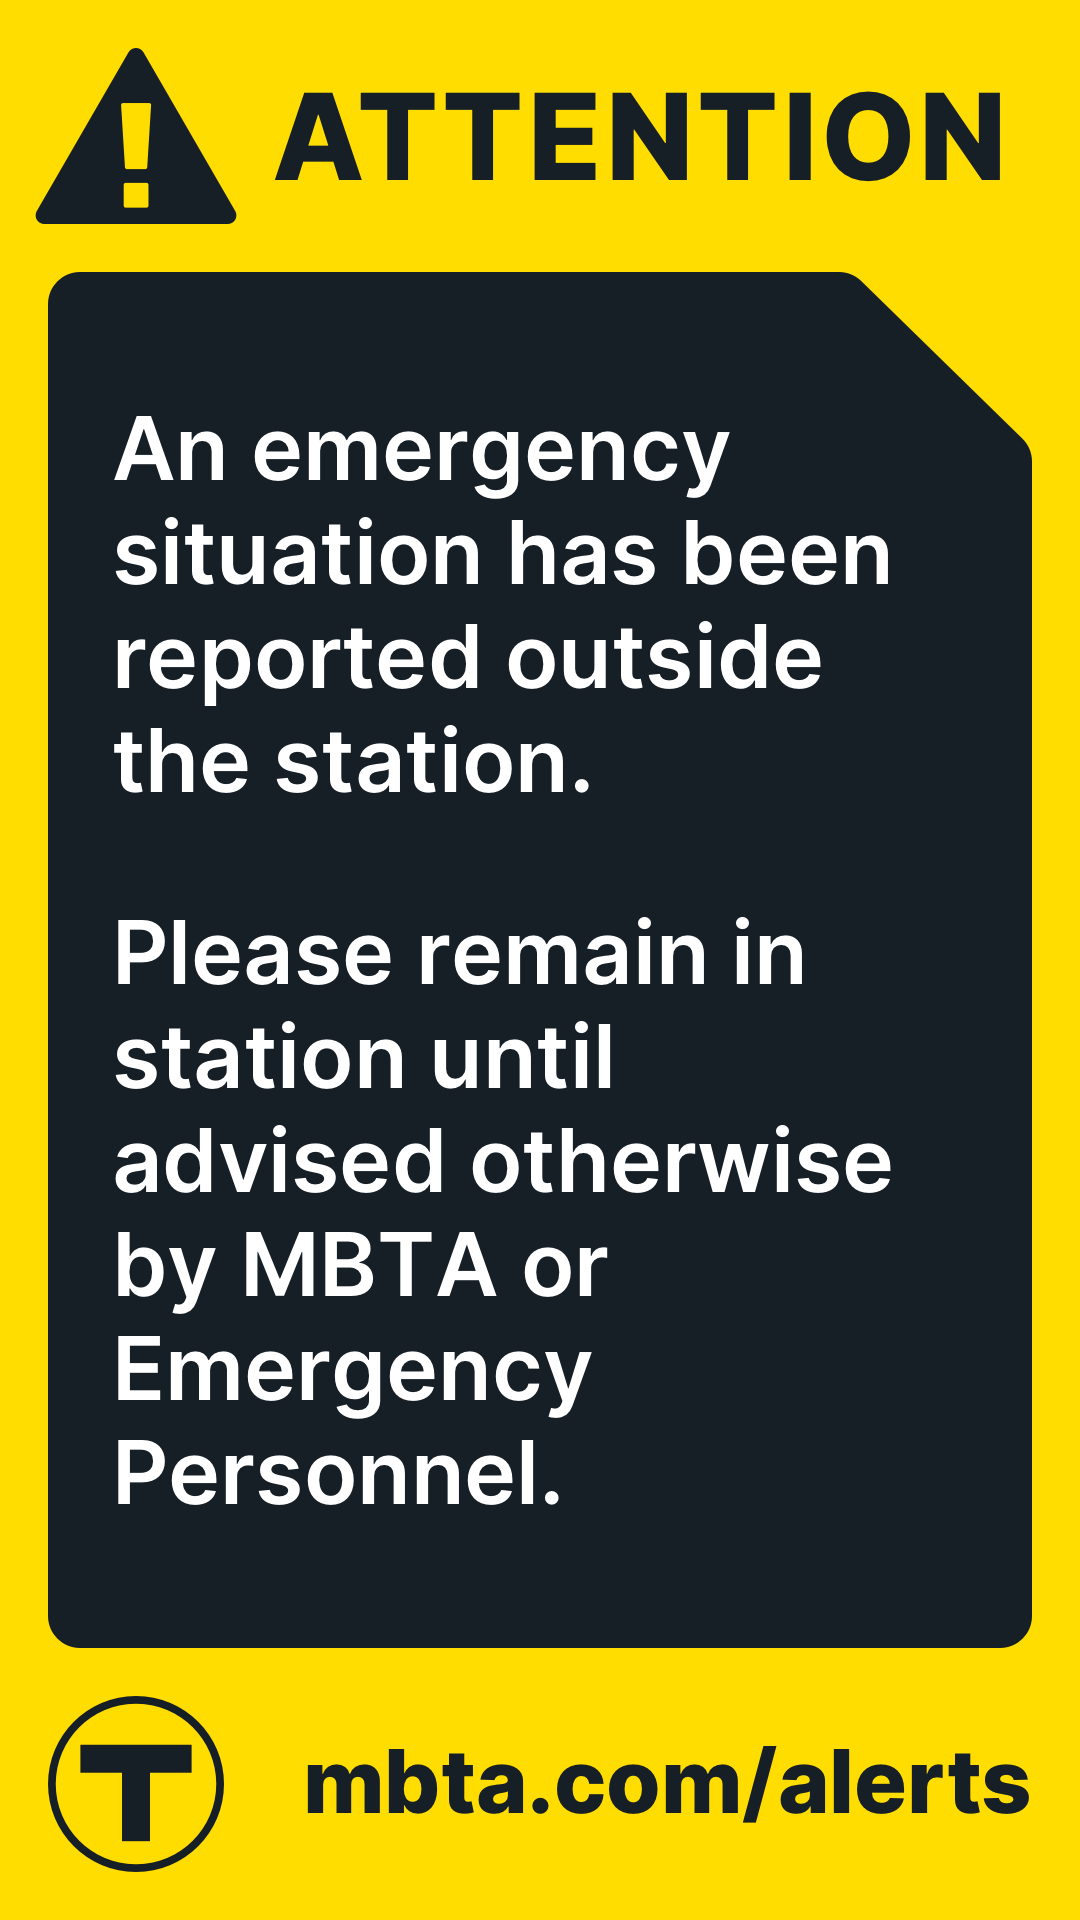 ATTENTION
An emergency
situation has been
reported outside
the station.
Please remain in
station until
advised otherwise
by MBTA or
Emergency
Personnel.
T
mbta.com/alerts